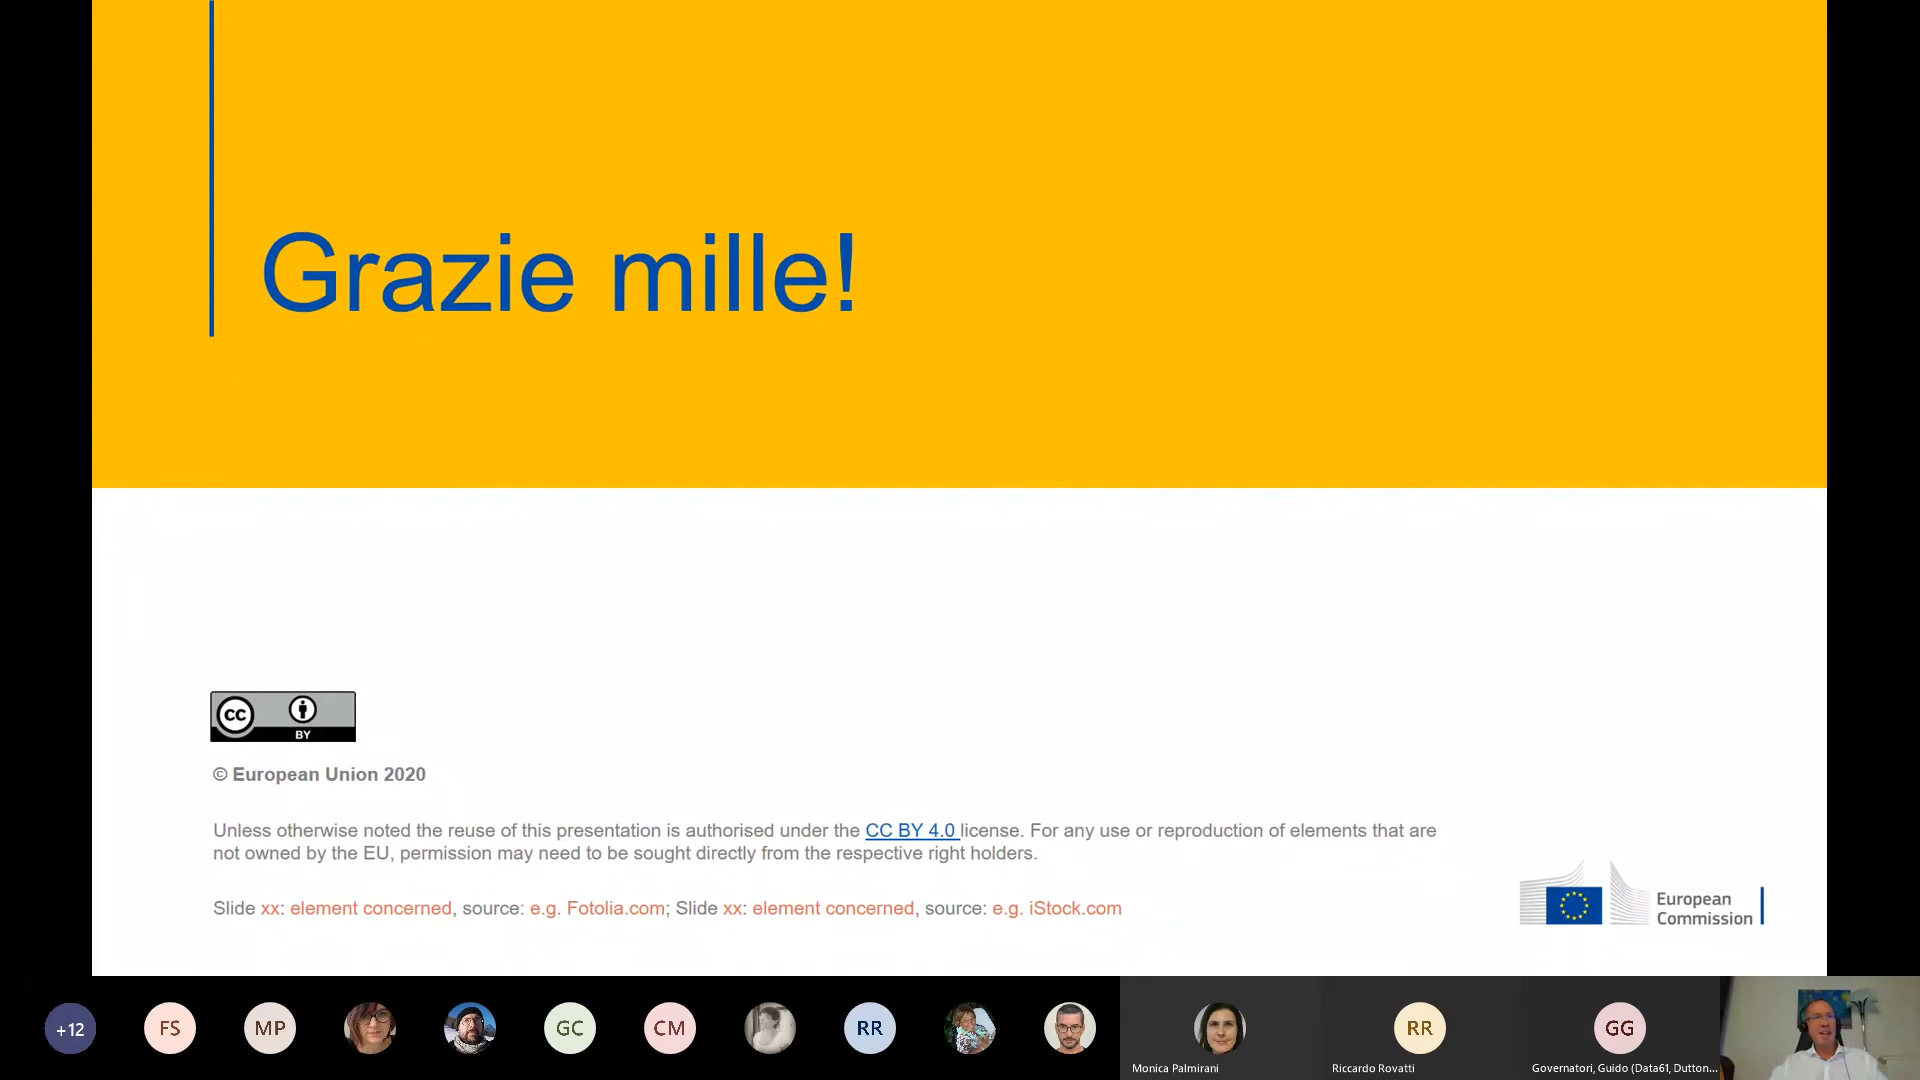 Grazie mille!
cc
BY
© European Union 2020
Unless otherwise noted the reuse of this presentation is authorised under the CC BY 4.0 license. For any use or reproduction of elements that are
not owned by the EU, permission may need to be sought directly from the respective right holders.
Slide xx: element concerned, source: e.g. Fotolia.com; Slide xx: element concerned, source: e.g. iStock.com
European
Commission
+12
FS
MP
GC
CM
RR
Monica Palmirani
RR
Riccardo Rovatti
GG
Governatori, Guido (Data61, Dutton...